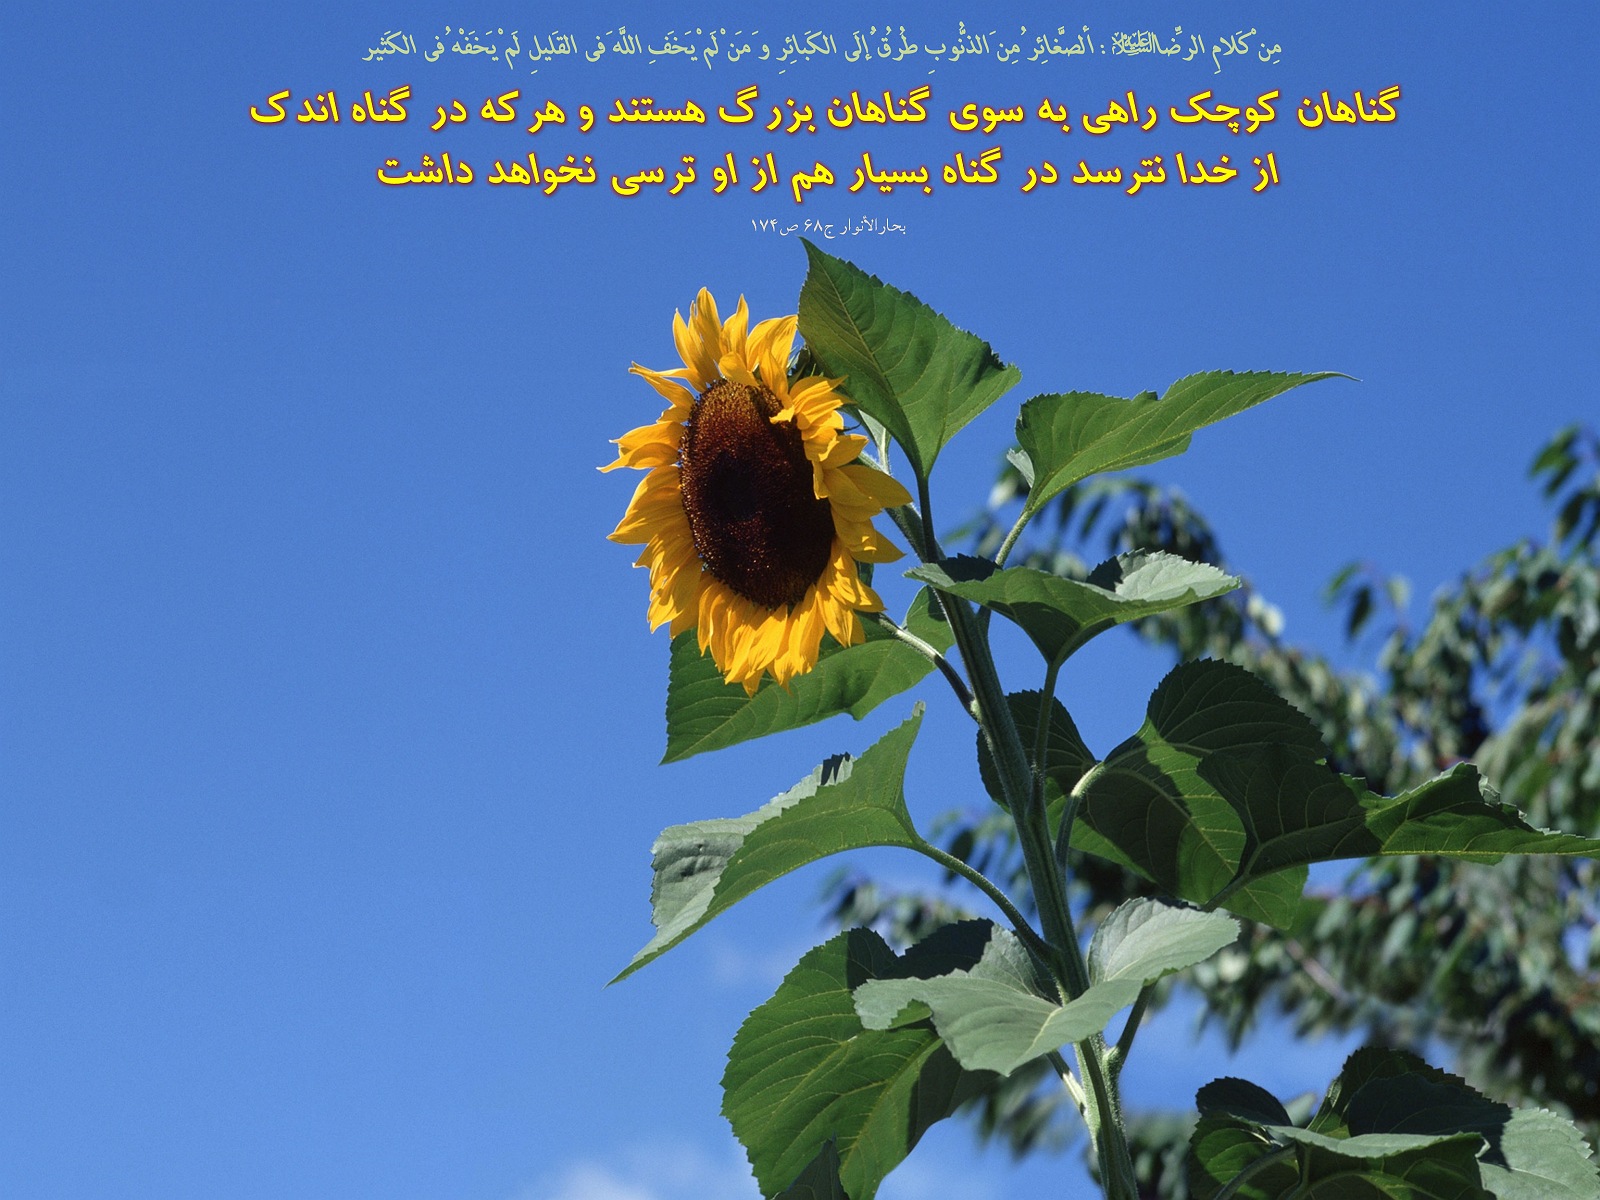 مِنْ كَلامِ الرِّضا علیه‌السلام : أَلصَّغائِرُ مِنَ الذُّنُوبِ طُرُقٌ إِلَى الكَبائِرِ وَ مَنْ لَمْ يَخَفِ اللَّهَ فِى القَليلِ لَمْ يَخَفْهُ فِى الكَثيرِ
گناهان کوچک راهی به سوی گناهان بزرگ هستند و هر که در گناه اندک
از خدا نترسد در گناه بسیار هم از او ترسی نخواهد داشت
بحارالأنوار ج۶۸ ص۱۷۴